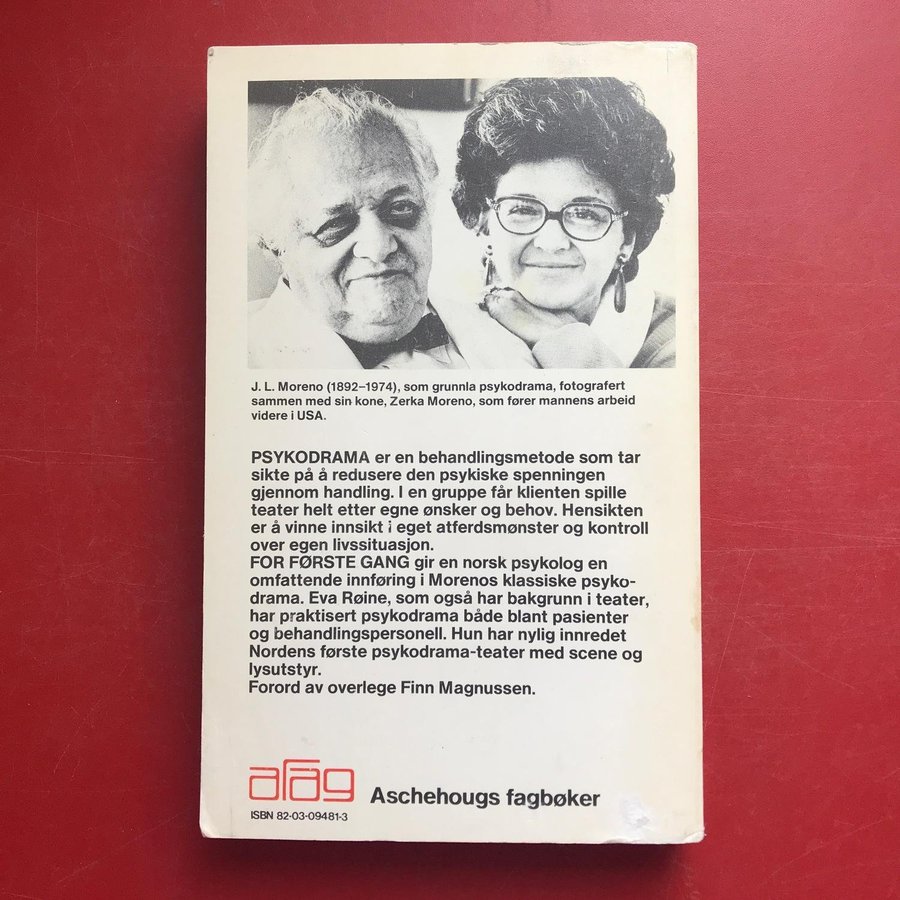 J. L. Moreno (1892–1974), som grunnla psykodrama, fotografert
sammen med sin kone, Zerka Moreno, som fører mannens arbeid
videre i USA.
PSYKODRAMA er en behandlingsmetode som tar
sikte på å redusere den psykiske spenningen
gjennom handling. I en gruppe får klienten spille
teater helt etter egne ønsker og behov. Hensikten
er å vinne innsikt i eget atferdsmønster og kontroll
over egen livssituasjon.
FOR FØRSTE GANG gir en norsk psykolog en
omfattende innføring i Morenos klassiske psyko-
drama. Eva Røine, som også har bakgrunn i teater,
har praktisert psykodrama både blant pasienter
og behandlingspersonell. Hun har nylig innredet
Nordens første psykodrama-teater med scene og
lysutstyr.
Forord av overlege Finn Magnussen.
afag Aschehougs fagbøker
ISBN 82-03-09481-3